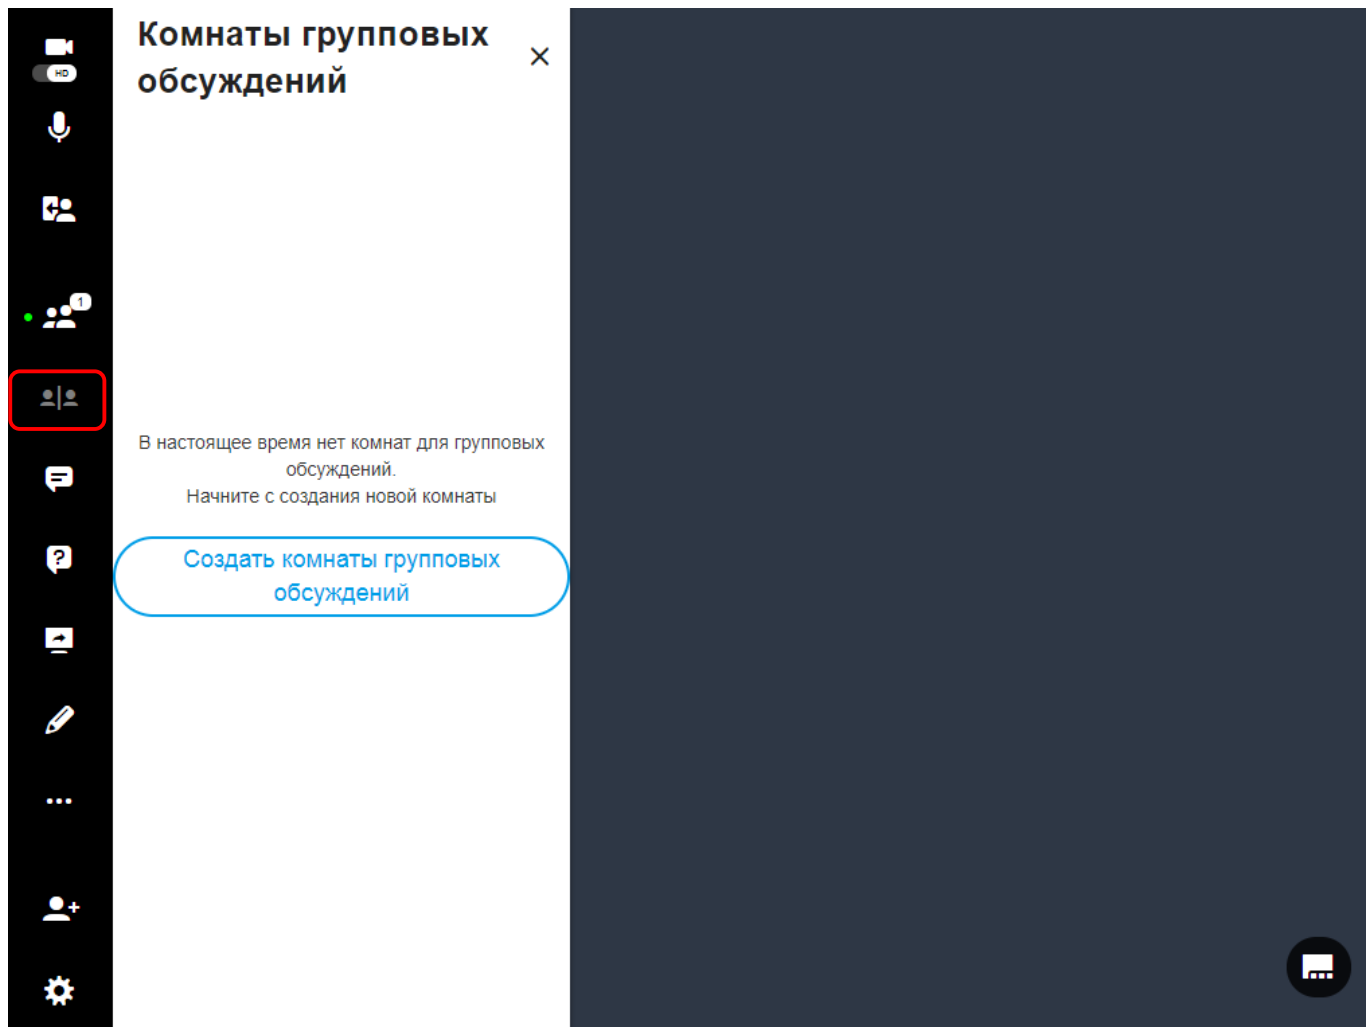 Комнаты групповых
обсуждений
HD
1
В настоящее время нет комнат для групповых
обсуждений.
Начните с создания новой комнаты
?
Создать комнаты групповых
обсуждений